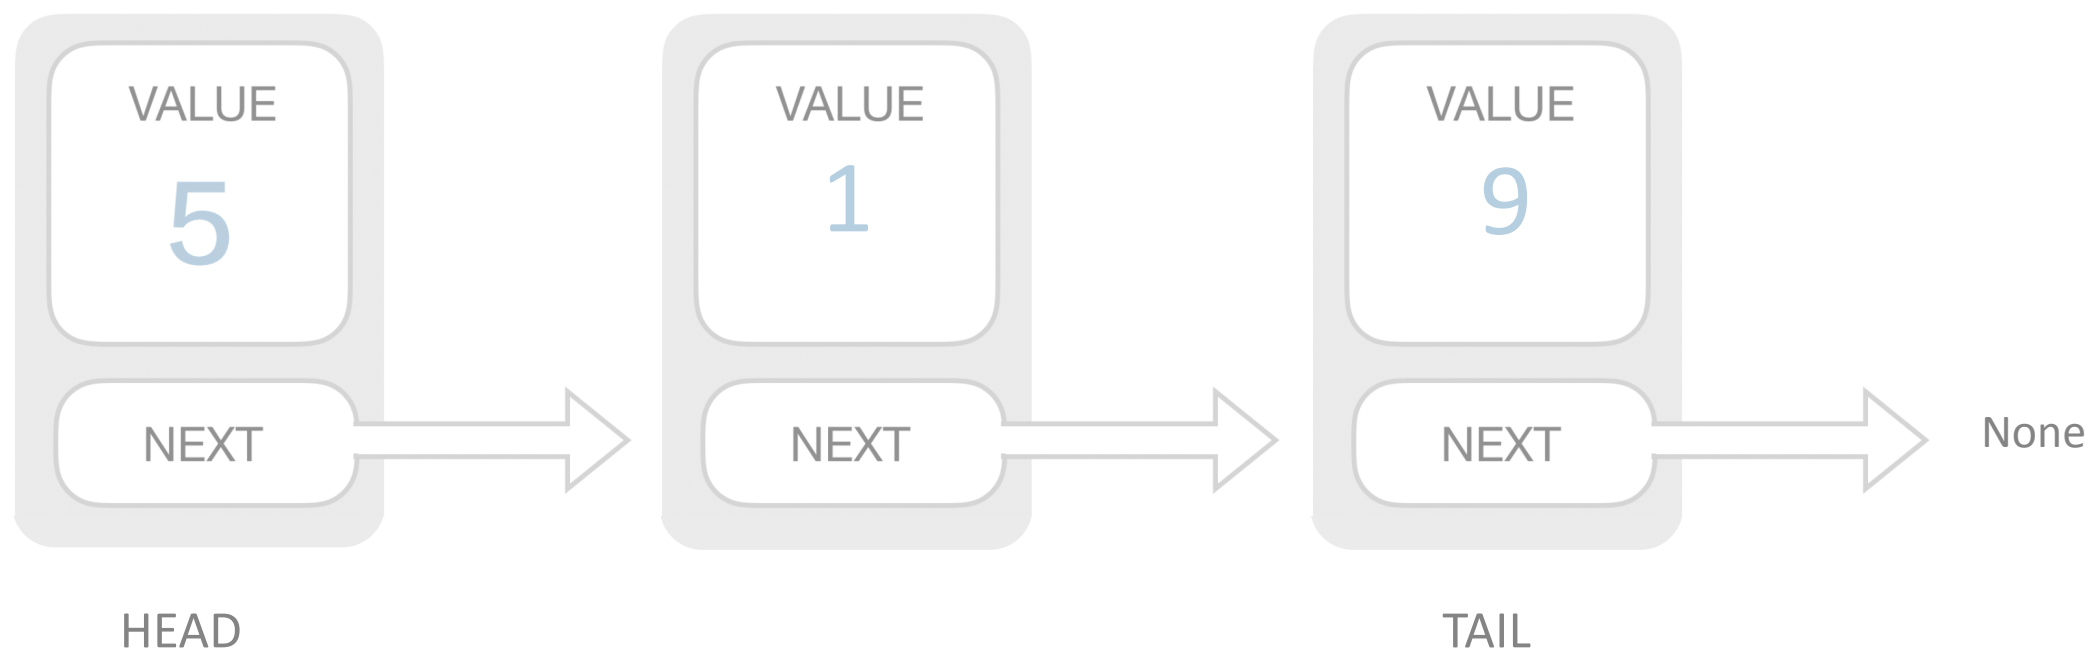 VALUE
5
NEXT
VALUE
1
NEXT
VALUE
9
NEXT
None
HEAD
TAIL